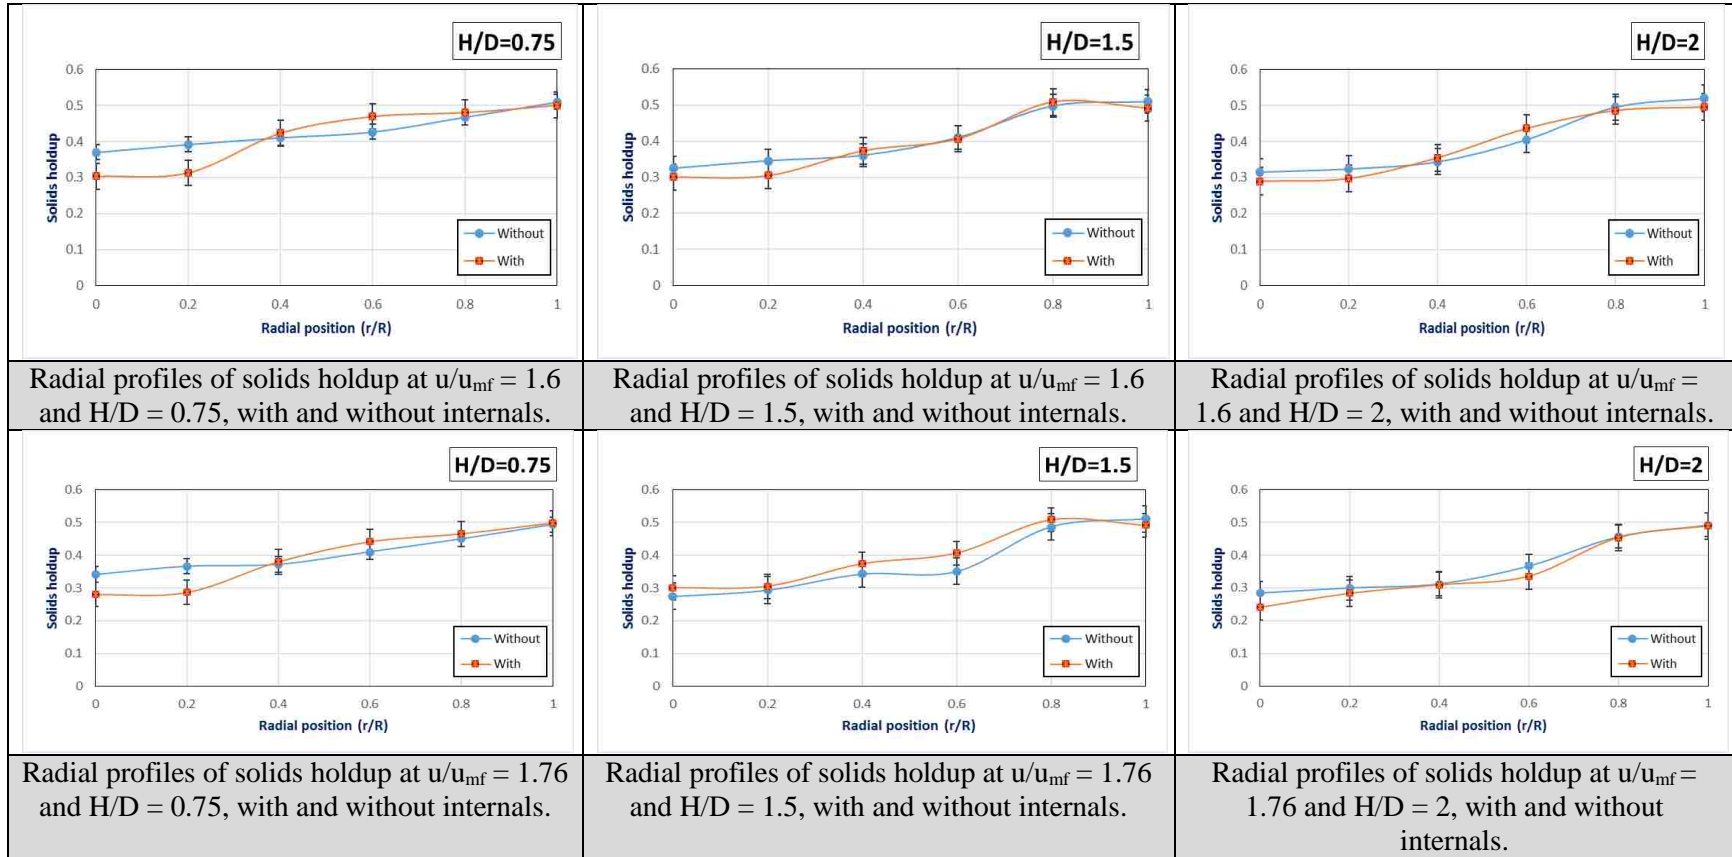 H/D=0.75
0.6
0.5
0.4
0.3
0.2
0.1
0
Solids holdup
Without
With
0 0.2 0.4 0.6 0.8 1
Radial position (r/R)
H/D=1.5
0.6
0.5
0.4
0.3
0.2
0.1
0
Solids holdup
Without
With
0 0.2 0.4 0.6 0.8 1
Radial position (r/R)
H/D=2
0.6
0.5
0.4
0.3
0.2
0.1
0
Solids holdup
Without
With
0 0.2 0.4 0.6 0.8 1
Radial position (r/R)
Radial profiles of solids holdup at u/umf = 1.6
and H/D = 0.75, with and without internals.
Radial profiles of solids holdup at u/umf = 1.6
and H/D = 1.5, with and without internals.
Radial profiles of solids holdup at u/umf =
1.6 and H/D = 2, with and without internals.
H/D=0.75
0.6
0.5
0.4
0.3
0.2
0.1
0
Solids holdup
Without
With
0 0.2 0.4 0.6 0.8 1
Radial position (r/R)
H/D=1.5
0.6
0.5
0.4
0.3
0.2
0.1
0
Solids holdup
Without
With
0 0.2 0.4 0.6 0.8 1
Radial position (r/R)
H/D=2
0.6
0.5
0.4
0.3
0.2
0.1
0
Solids holdup
Without
With
0 0.2 0.4 0.6 0.8 1
Radial position (r/R)
Radial profiles of solids holdup at u/umf = 1.76
and H/D = 0.75, with and without internals.
Radial profiles of solids holdup at u/umf = 1.76
and H/D = 1.5, with and without internals.
Radial profiles of solids holdup at u/umf =
1.76 and H/D = 2, with and without
internals.